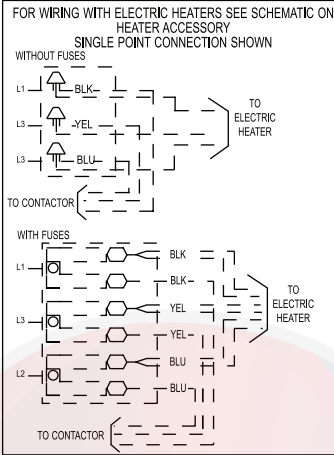 FOR WIRING WITH ELECTRIC HEATERS SEE SCHEMATIC ON
HEATER ACCESSORY
SINGLE POINT CONNECTION SHOWN
WITHOUT FUSES
L1
BLK
L3
YEL
L3
BLU
TO
ELECTRIC
HEATER
TO CONTACTOR
WITH FUSES
BLK
L1
BLK
YEL
L3
YEL
BLU
L2
BLU
TO
ELECTRIC
HEATER
TO CONTACTOR